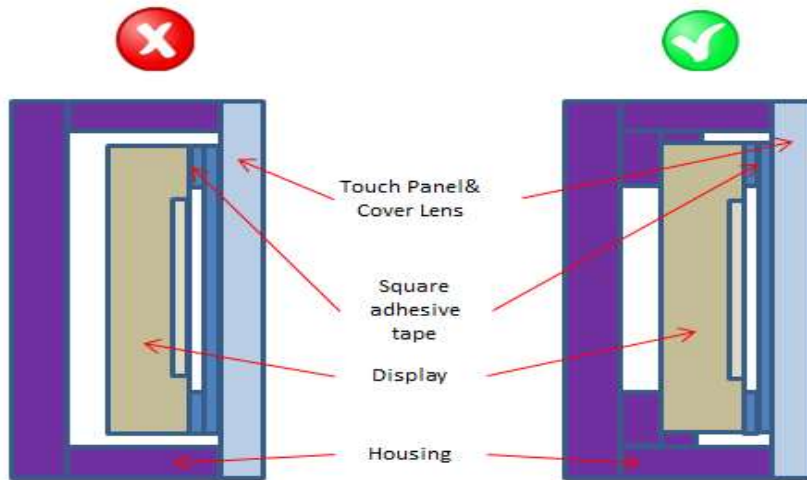 Touch Panel&
Cover Lens
Square
adhesive
tape
Display
Housing